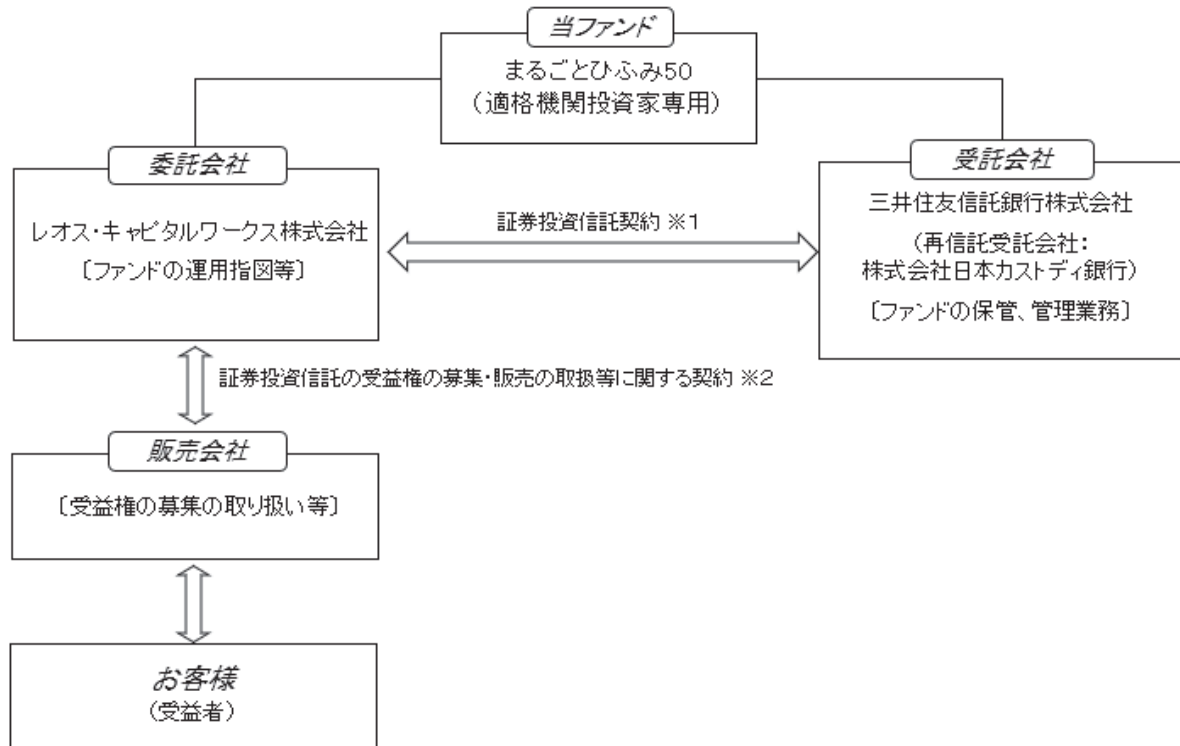 当ファンド
まるごとひふみ50
（適格機関投資家専用）
委託会社
レオス・キャピタルワークス株式会社
〔ファンドの運用指図等〕
証券投資信託契約 ※1
受託会社
三井住友信託銀行株式会社
（再信託受託会社：
株式会社日本カストディ銀行）
〔ファンドの保管、管理業務〕
証券投資信託の受益権の募集・販売の取扱等に関する契約 ※2
販売会社
〔受益権の募集の取り扱い等〕
お客様
（受益者）